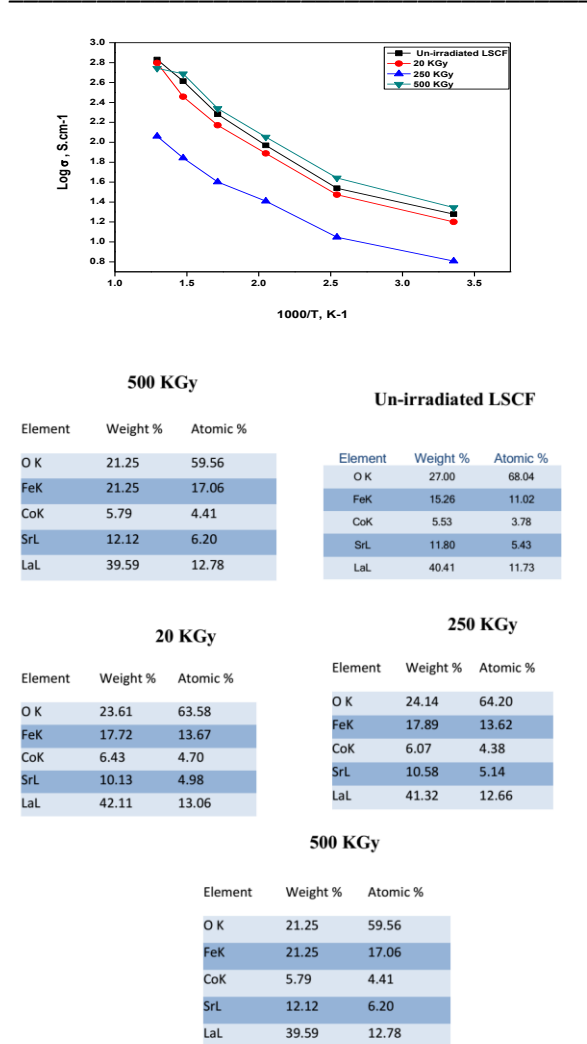 3.0
2.8
2.6
2.4
2.2
2.0
1.8
1.6
1.4
1.2
1.0
0.8
Log σ , S.cm-1
1.0 1.5 2.0 2.5 3.0 3.5
1000/T, K-1
Un-irradiated LSCF
20 KGy
250 KGy
500 KGy
500 KGy
Element Weight % Atomic %
O K 21.25 59.56
FeK 21.25 17.06
CoK 5.79 4.41
SrL 12.12 6.20
LaL 39.59 12.78
Un-irradiated LSCF
Element Weight % Atomic %
O K 27.00 68.04
FeK 15.26 11.02
CoK 5.53 3.78
SrL 11.80 5.43
LaL 40.41 11.73
20 KGy
Element Weight % Atomic %
O K 23.61 63.58
FeK 17.72 13.67
CoK 6.43 4.70
SrL 10.13 4.98
LaL 42.11 13.06
250 KGy
Element Weight % Atomic %
O K 24.14 64.20
FeK 17.89 13.62
CoK 6.07 4.38
SrL 10.58 5.14
LaL 41.32 12.66
500 KGy
Element Weight % Atomic %
O K 21.25 59.56
FeK 21.25 17.06
CoK 5.79 4.41
SrL 12.12 6.20
LaL 39.59 12.78